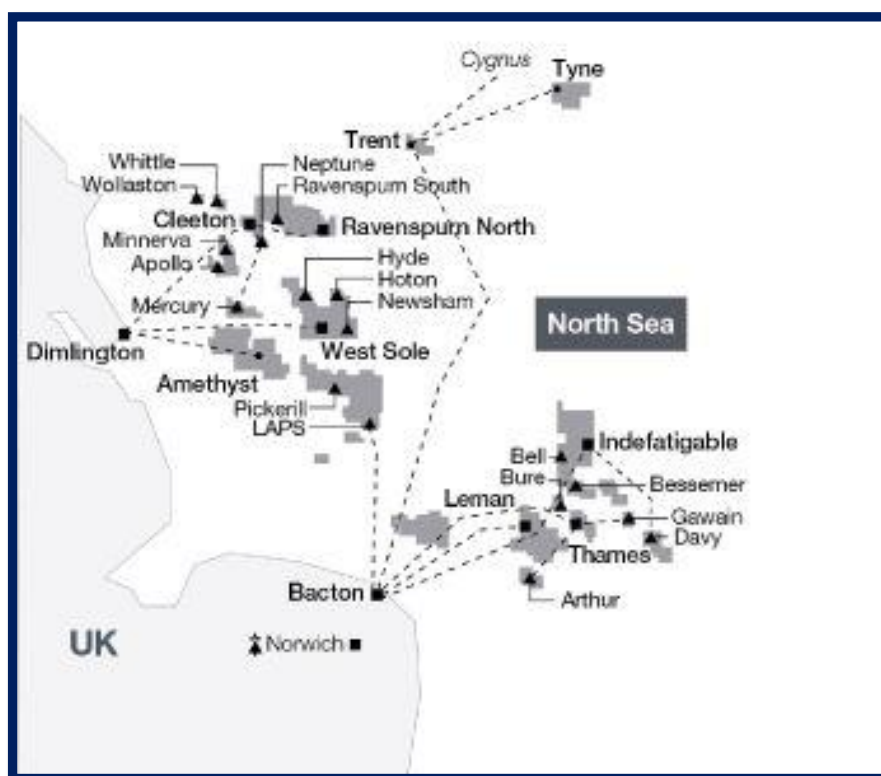 Cygnus
Tyne
Trent
Whittle
Neptune
Wollaston
Ravenspurn South
Cleeton
Ravenspurn North
Minnerva
Hyde
Apollo
Hoton
Mercury
Newsham
North Sea
Dimlington
West Sole
Amethyst
Pickerill
LAPS
Indefatigable
Bell
Bure
Bessemer
Leman
Gawain
Davy
Thames
Bacton
Arthur
UK
Norwich